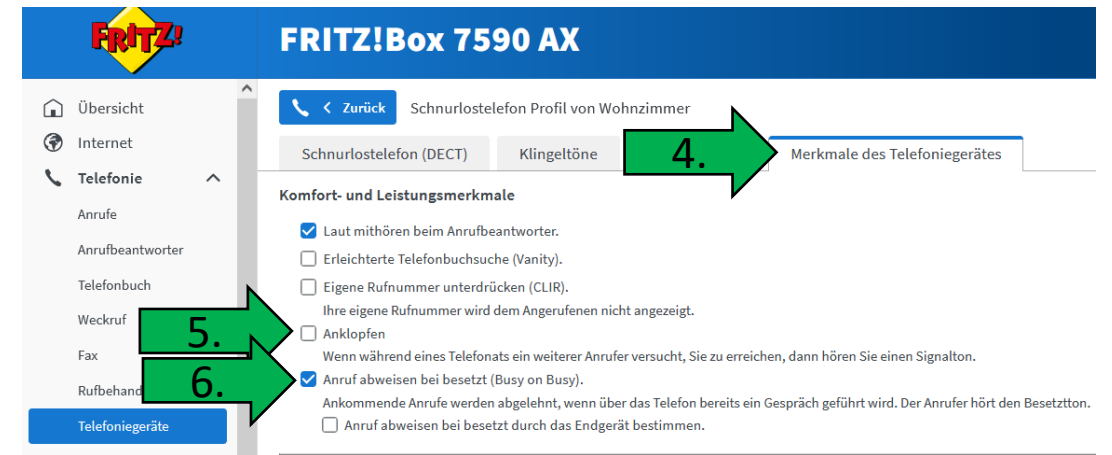 FRITZ!
FRITZ!Box 7590 AX
Übersicht
Internet
Telefonie
Anrufe
Anrufbeantworter
Telefonbuch
Weckruf
Fax
Rufbehand
Telefoniegeräte
Zurück
Schnurlostelefon Profil von Wohnzimmer
Schnurlostelefon (DECT)
Klingeltöne
4.
Merkmale des Telefoniegerätes
Komfort- und Leistungsmerkmale
Laut mithören beim Anrufbeantworter.
Erleichterte Telefonbuchsuche (Vanity).
Eigene Rufnummer unterdrücken (CLIR).
Ihre eigene Rufnummer wird dem Angerufenen nicht angezeigt.
5.
Anklopfen
Wenn während eines Telefonats ein weiterer Anrufer versucht, Sie zu erreichen, dann hören Sie einen Signalton.
6.
Anruf abweisen bei besetzt (Busy on Busy).
Ankommende Anrufe werden abgelehnt, wenn über das Telefon bereits ein Gespräch geführt wird. Der Anrufer hört den Besetztton.
Anruf abweisen bei besetzt durch das Endgerät bestimmen.